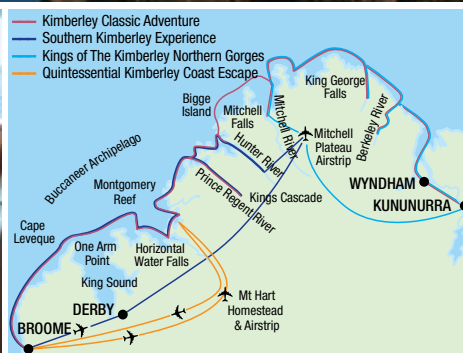 Kimberley Classic Adventure
Southern Kimberley Experience
Kings of The Kimberley Northern Gorges
Quintessential Kimberley Coast Escape
King George
Falls
Bigge
Island
Mitchell
Falls
Mitchell River
Berkeley River
Mitchell
Plateau
Airstrip
Hunter River
Buccaneer Archipelago
Montgomery
Reef
Prince Regent River
Kings Cascade
WYNDHAM
KUNUNURRA
Cape
Leveque
One Arm
Point
Horizontal
Water Falls
King Sound
DERBY
Mt Hart
Homestead
& Airstrip
BROOME